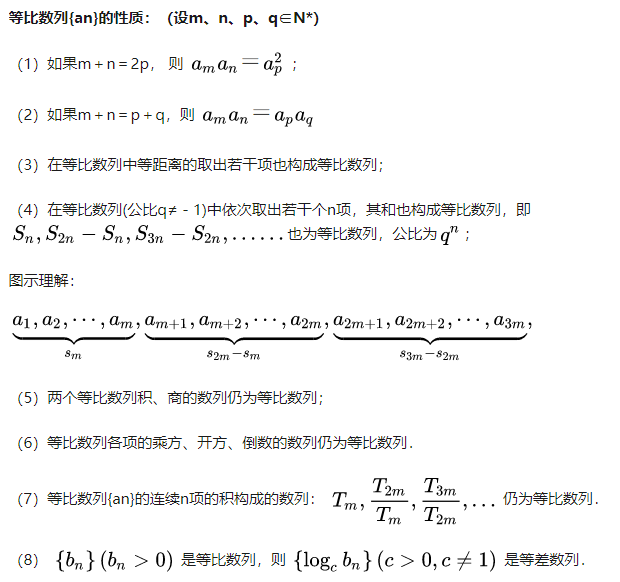 等比数列{an}的性质： (设m、n、p、q∈N*)
（1）如果m＋n＝2p， 则 $a_m a_n = a_p^2$ ；
（2）如果m＋n＝p＋q，则 $a_m a_n = a_p a_q$
（3）在等比数列中等距离的取出若干项也构成等比数列；
（4）在等比数列(公比q≠－1)中依次取出若干个n项，其和也构成等比数列，即
$S_n, S_{2n} - S_n, S_{3n} - S_{2n}, ......$ 也为等比数列，公比为 $q^n$ ；
图示理解：
$\underbrace{a_1, a_2, \cdots, a_m}_{s_m}, \underbrace{a_{m+1}, a_{m+2}, \cdots, a_{2m}}_{s_{2m}-s_m}, \underbrace{a_{2m+1}, a_{2m+2}, \cdots, a_{3m}}_{s_{3m}-s_{2m}},$
（5）两个等比数列积、商的数列仍为等比数列；
（6）等比数列各项的乘方、开方、倒数的数列仍为等比数列．
（7）等比数列{an}的连续n项的积构成的数列： $T_m, \frac{T_{2m}}{T_m}, \frac{T_{3m}}{T_{2m}}, \ldots$ 仍为等比数列．
（8） $\{b_n\}(b_n > 0)$ 是等比数列，则 $\{\log_c b_n\}(c > 0, c \neq 1)$ 是等差数列．